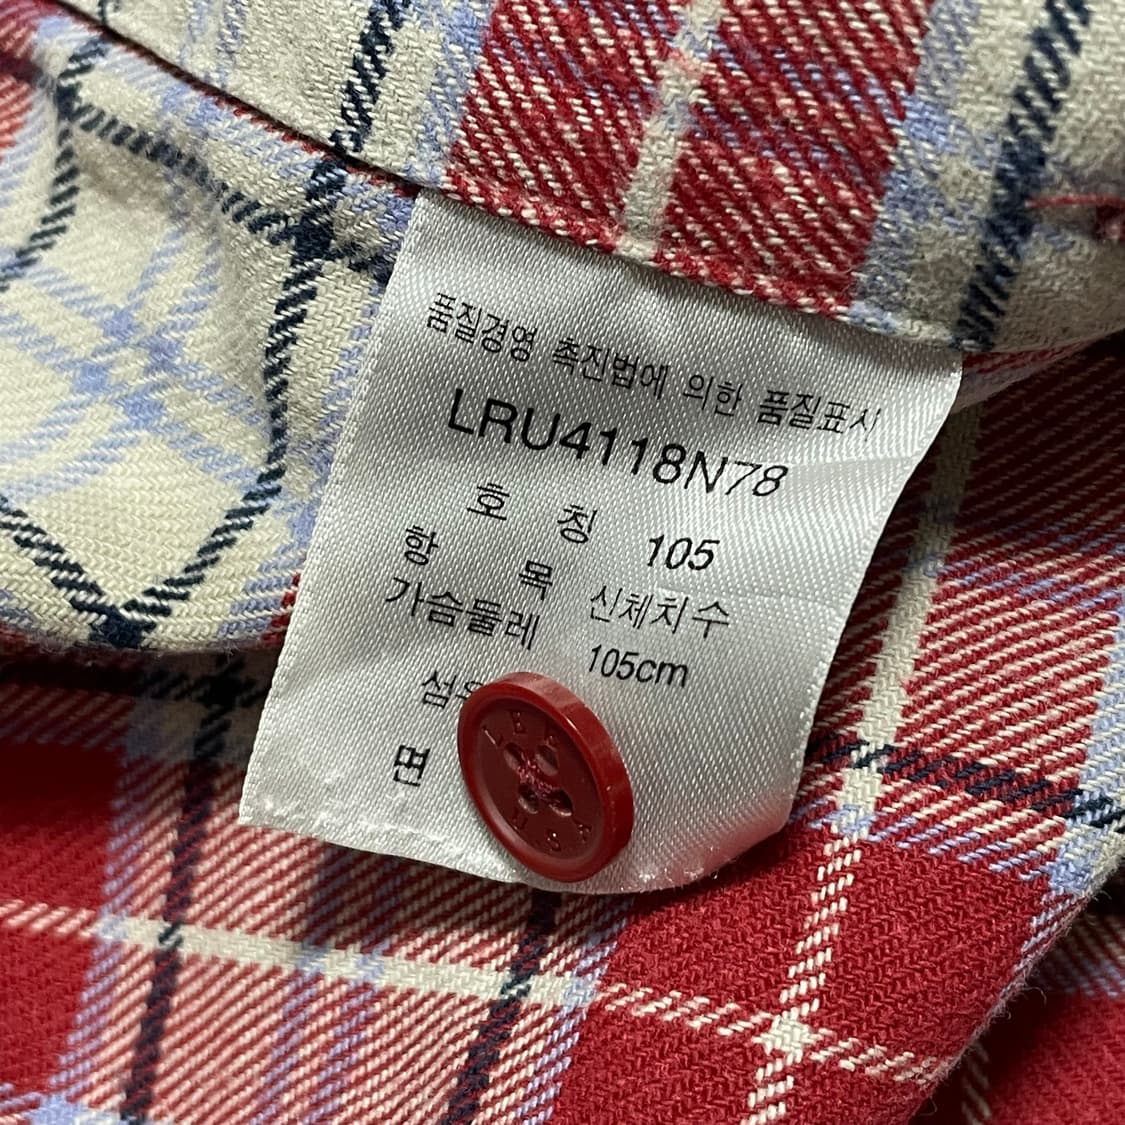 품질경영 촉진법에 의한 품질표시
LRU4118N78
호 칭 105
항 목 신체치수
가슴둘레 105cm
면